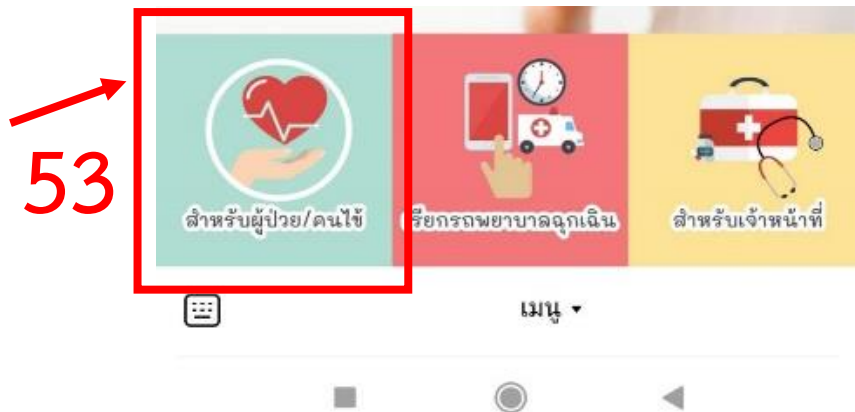 53
สำหรับผู้ป่วย/คนไข้
เรียกรถพยาบาลฉุกเฉิน
สำหรับเจ้าหน้าที่
เมนู